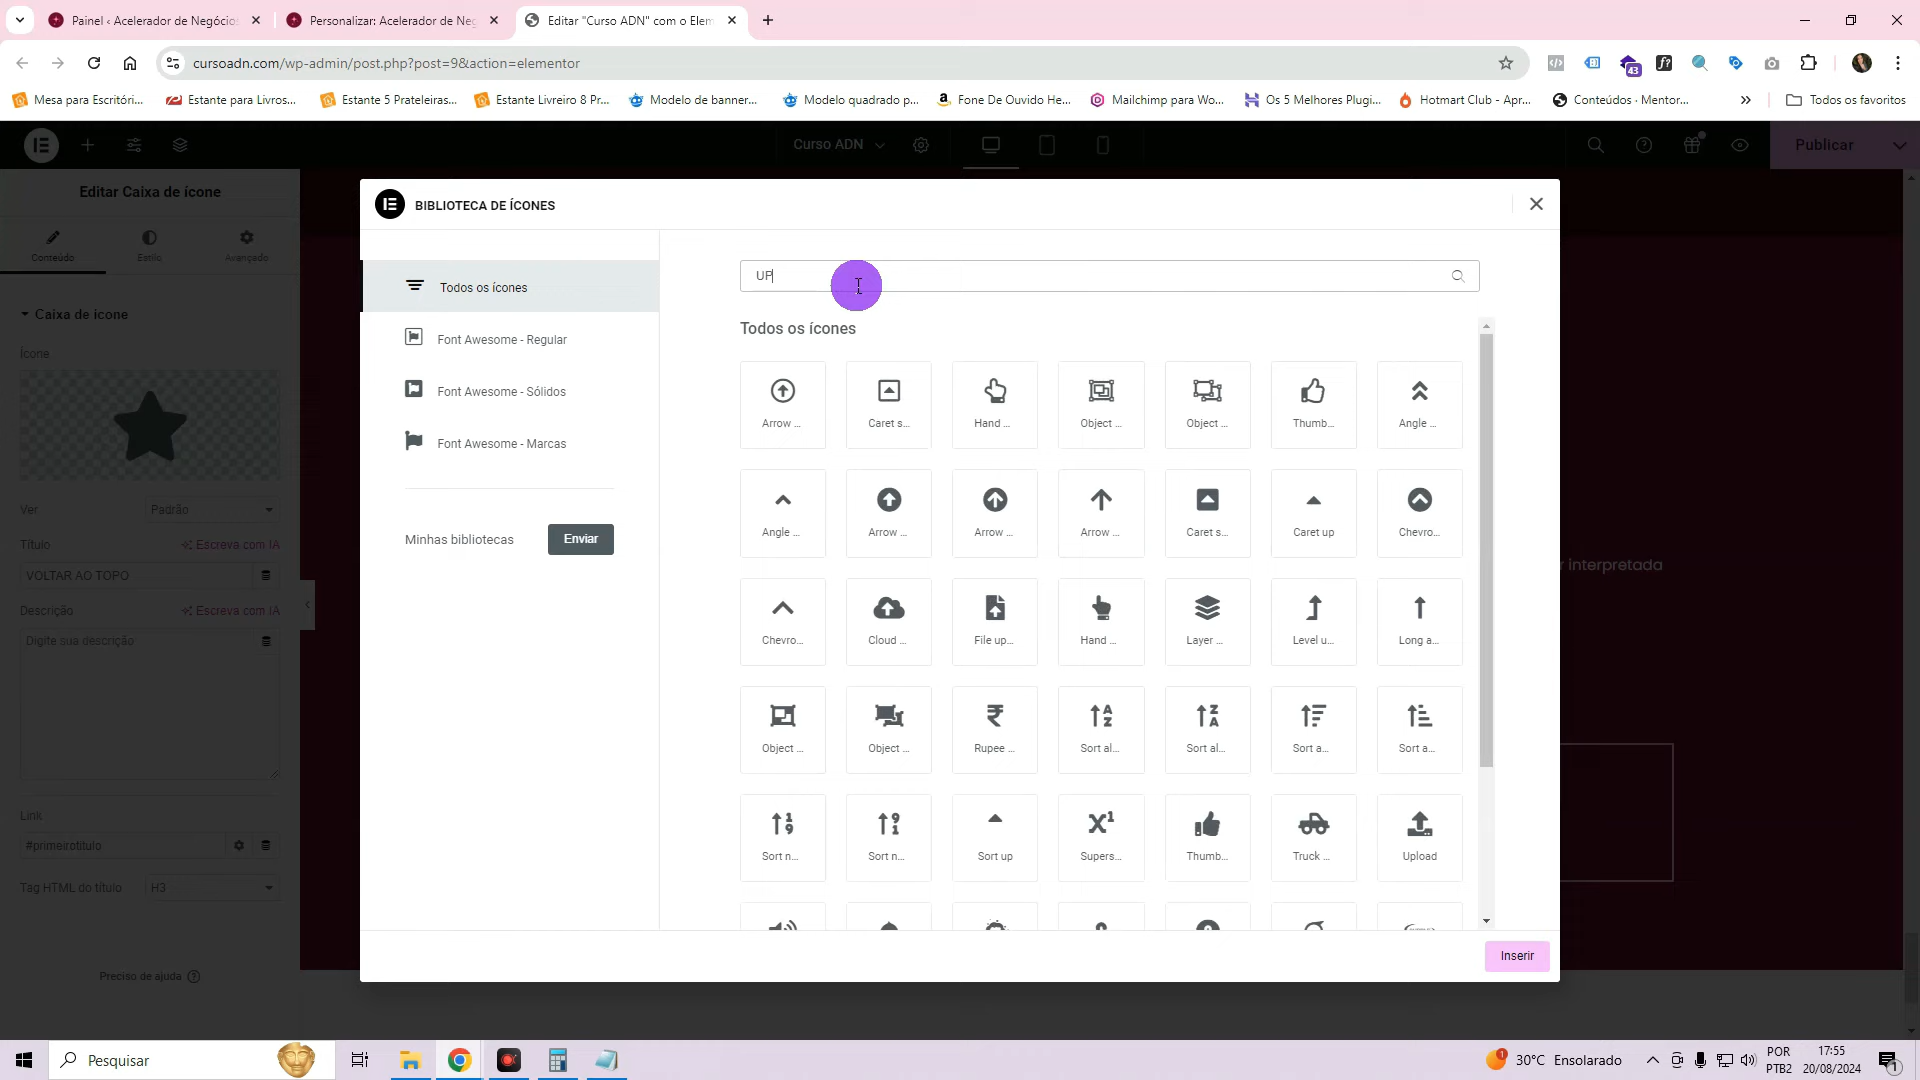 Painel ‹ Acelerador de Negócios
Personalizar: Acelerador de Neg
Editar "Curso ADN" com o Elem
cursoadn.com/wp-admin/post.php?post=9&action=elementor
43
f?
Mesa para Escritóri...
Estante para Livros...
Estante 5 Prateleiras...
Estante Livreiro 8 Pr...
Modelo de banner...
Modelo quadrado p...
Fone De Ouvido He...
Mailchimp para Wo...
Os 5 Melhores Plugi...
Hotmart Club - Apr...
Conteúdos · Mentor...
Todos os favoritos
Curso ADN
Publicar
Editar Caixa de ícone
Conteúdo
Estilo
Avançado
Caixa de ícone
Ícone
Ver
Padrão
Título
Escreva com IA
VOLTAR AO TOPO
Descrição
Escreva com IA
Digite sua descrição
Link
#primeirotitulo
Tag HTML do título
H3
Preciso de ajuda
r interpretada
BIBLIOTECA DE ÍCONES
Todos os ícones
Font Awesome - Regular
Font Awesome - Sólidos
Font Awesome - Marcas
Minhas bibliotecas
Enviar
UP
Todos os ícones
Arrow ...
Caret s...
Hand ...
Object ...
Object ...
Thumb...
Angle ...
Angle ...
Arrow ...
Arrow ...
Arrow ...
Caret s...
Caret up
Chevro...
Chevro...
Cloud ...
File up...
Hand ...
Layer ...
Level u...
Long a...
Object ...
Object ...
Rupee ...
Sort al...
Sort al...
Sort a...
Sort a...
Sort n...
Sort n...
Sort up
Supers...
Thumb...
Truck ...
Upload
Inserir
Pesquisar
1
30°C Ensolarado
POR
PTB2
17:55
20/08/2024
1